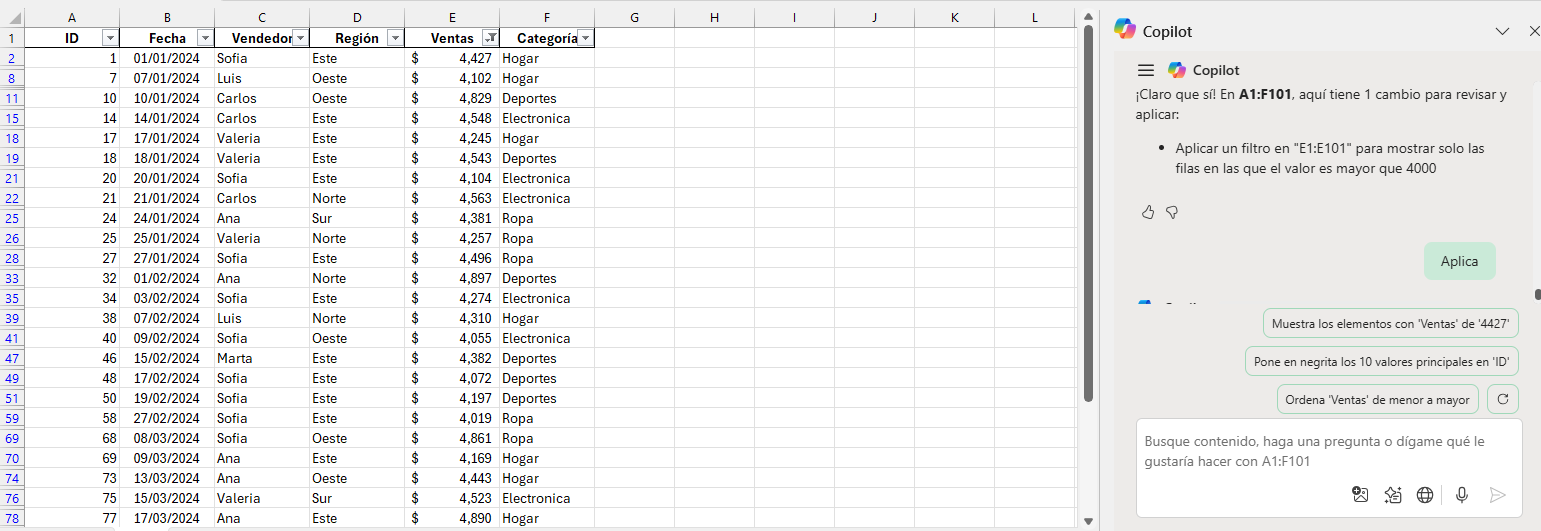 A B C D E F G H I J K L
1 ID Fecha Vendedor Región Ventas Categoría
2 1 01/01/2024 Sofia Este $ 4,427 Hogar
8 7 07/01/2024 Luis Oeste $ 4,102 Hogar
11 10 10/01/2024 Carlos Oeste $ 4,829 Deportes
15 14 14/01/2024 Carlos Este $ 4,548 Electronica
18 17 17/01/2024 Valeria Este $ 4,245 Hogar
19 18 18/01/2024 Valeria Este $ 4,543 Deportes
21 20 20/01/2024 Sofia Este $ 4,104 Electronica
22 21 21/01/2024 Carlos Norte $ 4,563 Electronica
25 24 24/01/2024 Ana Sur $ 4,381 Ropa
26 25 25/01/2024 Valeria Norte $ 4,257 Ropa
28 27 27/01/2024 Sofia Este $ 4,496 Ropa
33 32 01/02/2024 Ana Norte $ 4,897 Deportes
35 34 03/02/2024 Sofia Este $ 4,274 Electronica
39 38 07/02/2024 Luis Norte $ 4,310 Hogar
41 40 09/02/2024 Sofia Oeste $ 4,055 Electronica
47 46 15/02/2024 Marta Este $ 4,382 Deportes
49 48 17/02/2024 Sofia Este $ 4,072 Deportes
51 50 19/02/2024 Sofia Este $ 4,197 Deportes
59 58 27/02/2024 Sofia Este $ 4,019 Ropa
69 68 08/03/2024 Sofia Oeste $ 4,861 Ropa
70 69 09/03/2024 Ana Este $ 4,169 Hogar
74 73 13/03/2024 Ana Oeste $ 4,443 Hogar
76 75 15/03/2024 Valeria Sur $ 4,523 Electronica
78 77 17/03/2024 Ana Este $ 4,890 Hogar
Copilot
Copilot
¡Claro que sí! En A1:F101, aquí tiene 1 cambio para revisar y
aplicar:
• Aplicar un filtro en "E1:E101" para mostrar solo las
filas en las que el valor es mayor que 4000
Aplica
Muestra los elementos con 'Ventas' de '4427'
Pone en negrita los 10 valores principales en 'ID'
Ordena 'Ventas' de menor a mayor
Busque contenido, haga una pregunta o dígame qué le
gustaría hacer con A1:F101